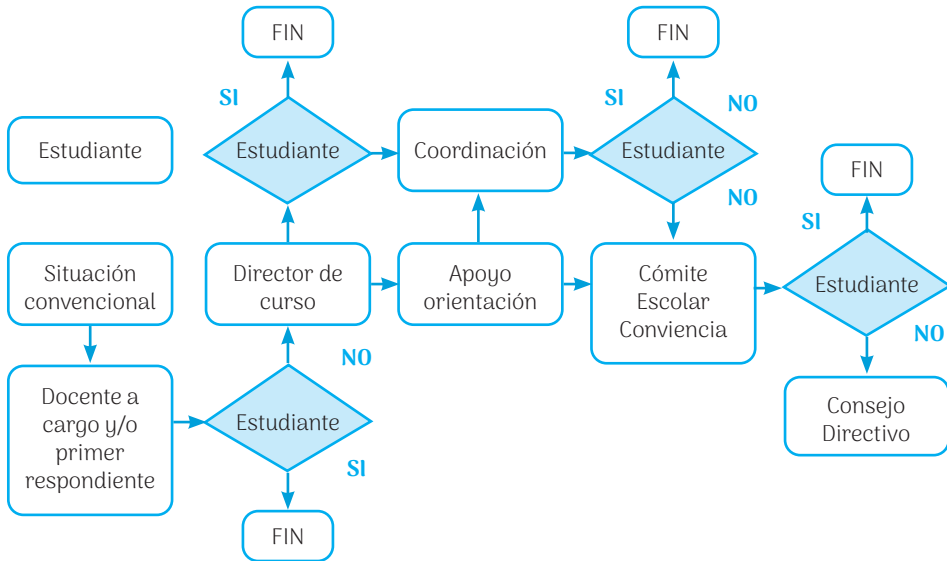 FIN
FIN
SI
SI
NO
Estudiante
Estudiante
Coordinación
Estudiante
FIN
NO
SI
Situación
convencional
Director de
curso
Apoyo
orientación
Cómite
Escolar
Conviencia
Estudiante
NO
NO
Docente a
cargo y/o
primer
respondiente
Estudiante
Consejo
Directivo
SI
FIN